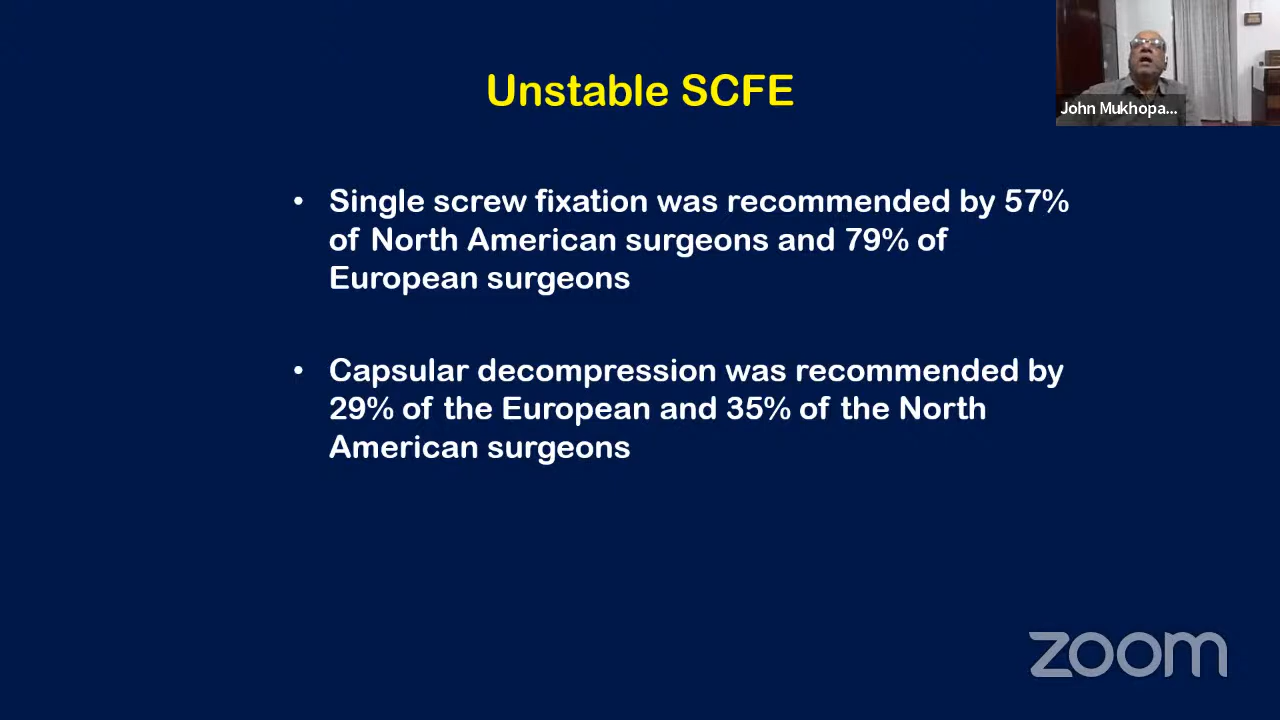 Unstable SCFE
John Mukhopa...
• Single screw fixation was recommended by 57%
of North American surgeons and 79% of
European surgeons
• Capsular decompression was recommended by
29% of the European and 35% of the North
American surgeons
zoom